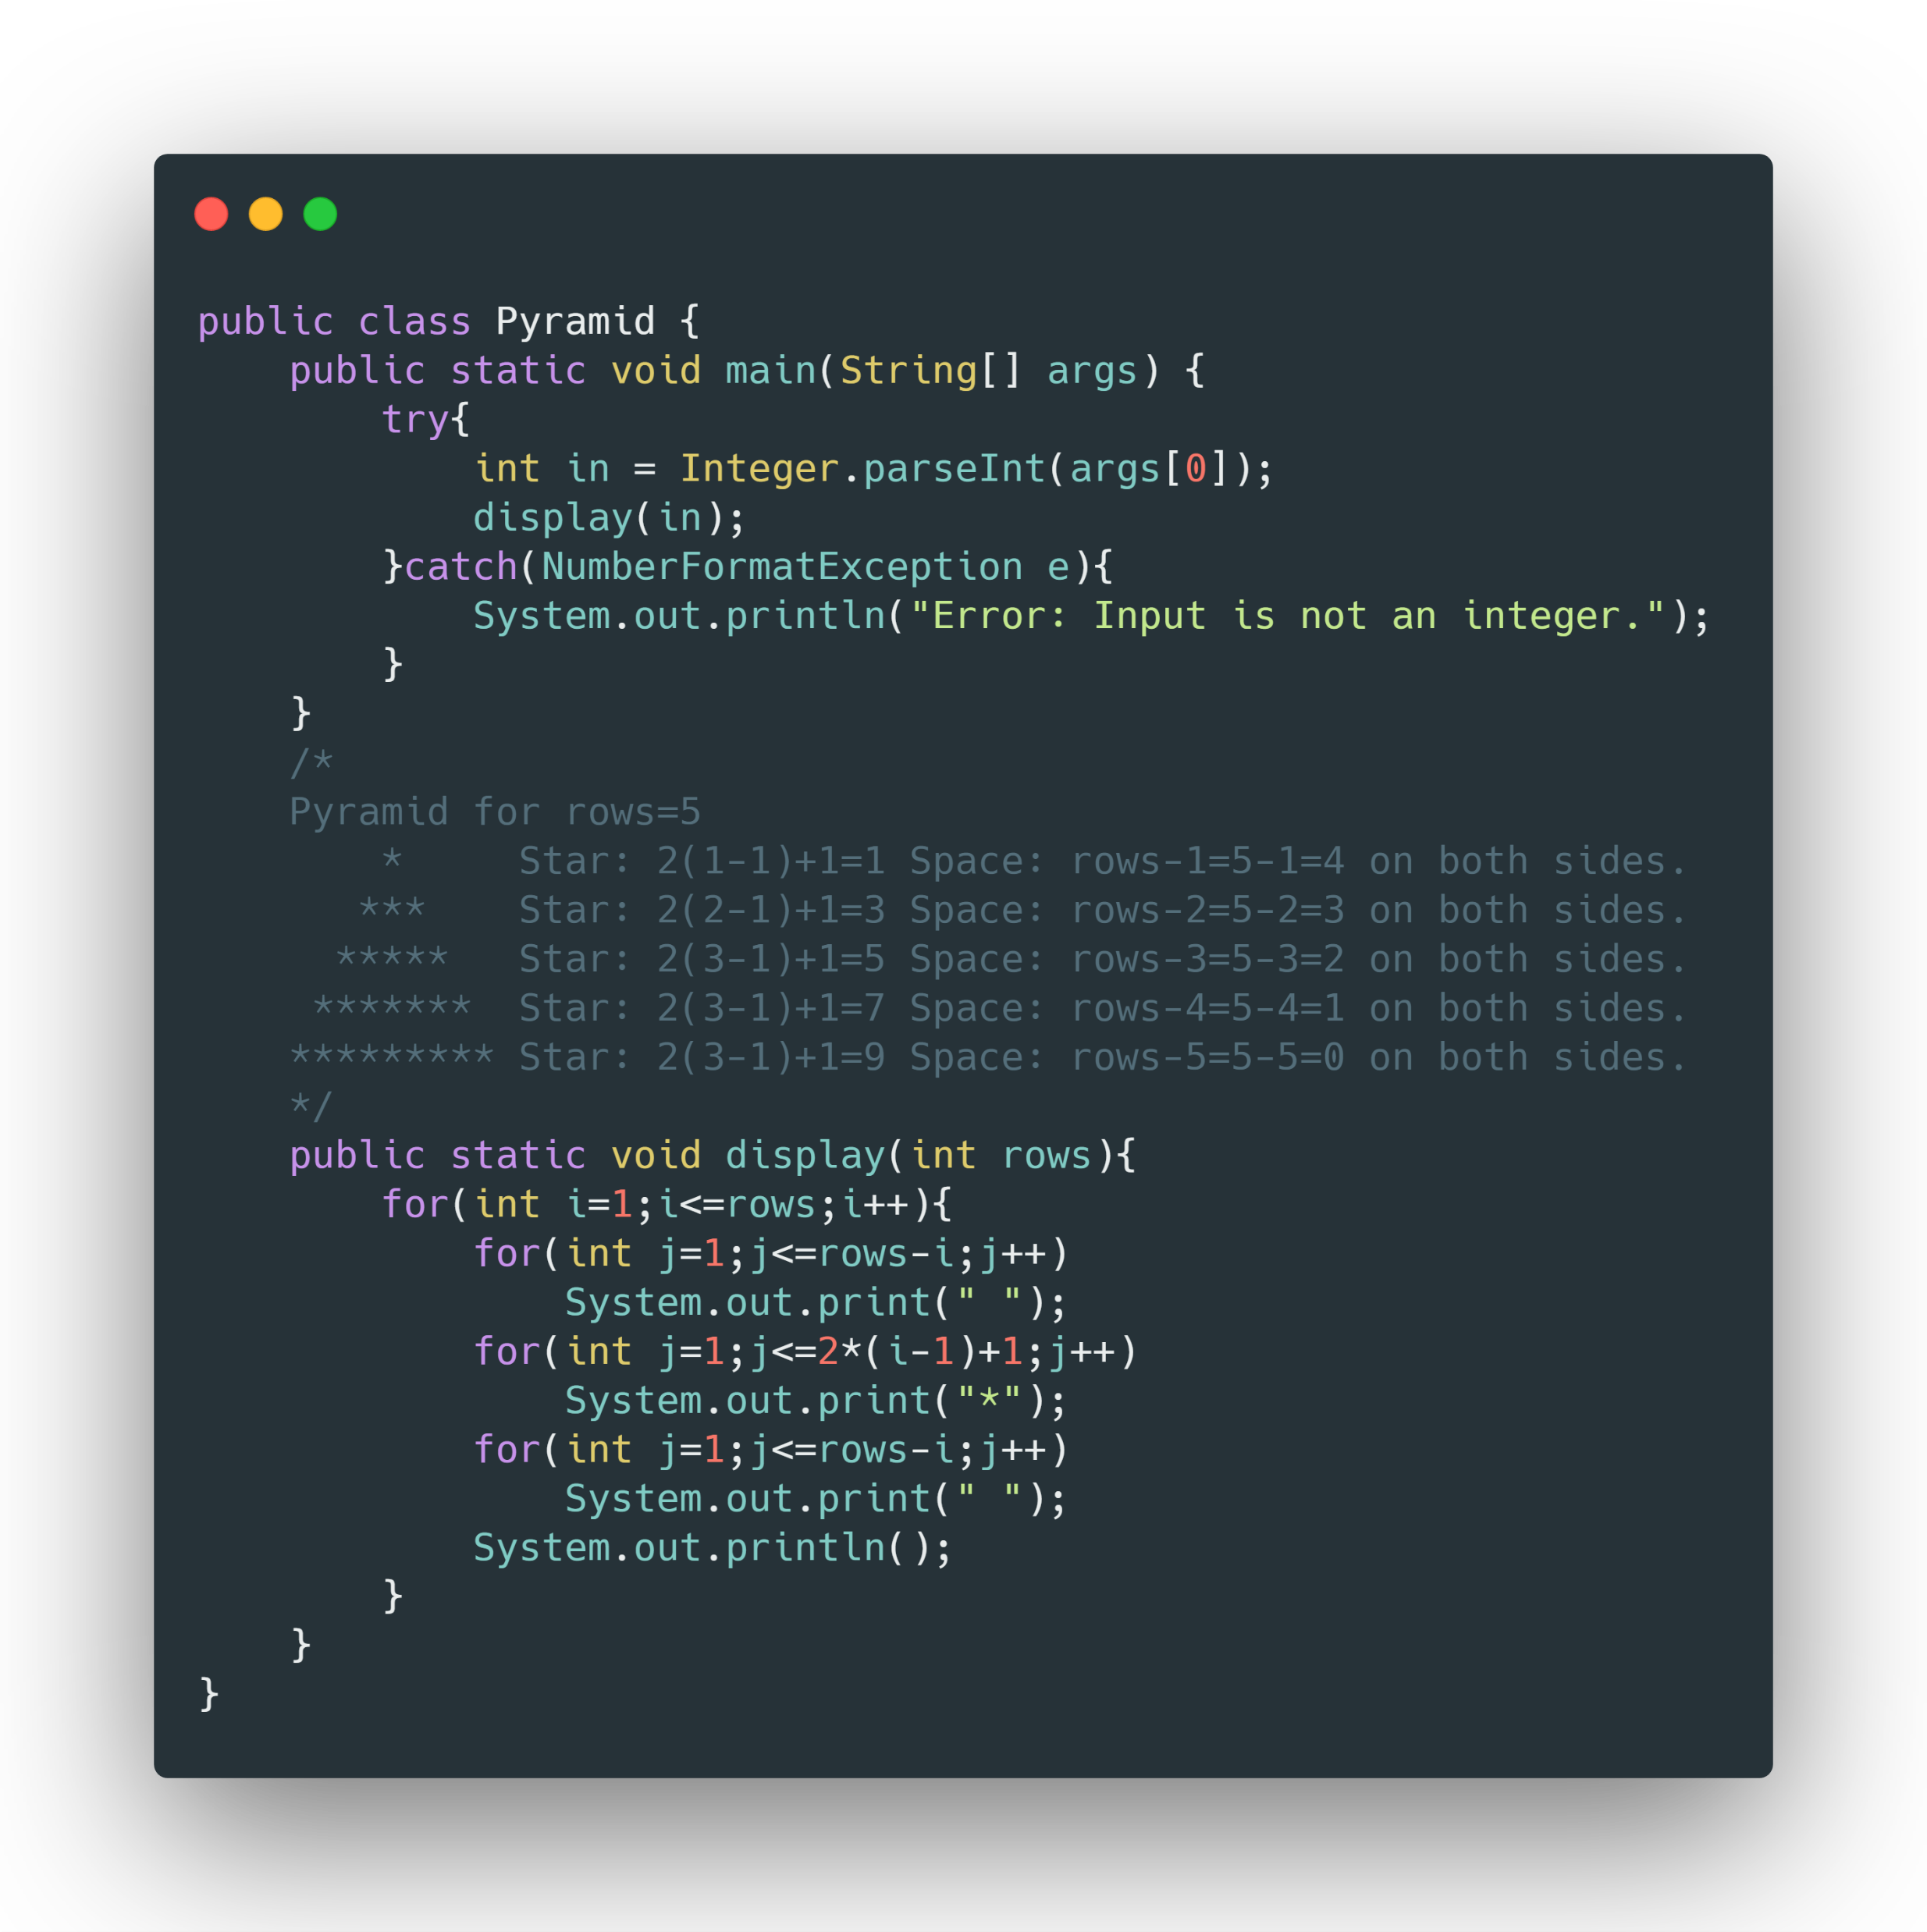 public class Pyramid {
    public static void main(String[] args) {
        try{
            int in = Integer.parseInt(args[0]);
            display(in);
        }catch(NumberFormatException e){
            System.out.println("Error: Input is not an integer.");
        }
    }
    /*
    Pyramid for rows=5
        *     Star: 2(1-1)+1=1 Space: rows-1=5-1=4 on both sides.
       ***    Star: 2(2-1)+1=3 Space: rows-2=5-2=3 on both sides.
      *****   Star: 2(3-1)+1=5 Space: rows-3=5-3=2 on both sides.
     *******  Star: 2(3-1)+1=7 Space: rows-4=5-4=1 on both sides.
    ********* Star: 2(3-1)+1=9 Space: rows-5=5-5=0 on both sides.
    */
    public static void display(int rows){
        for(int i=1;i<=rows;i++){
            for(int j=1;j<=rows-i;j++)
                System.out.print(" ");
            for(int j=1;j<=2*(i-1)+1;j++)
                System.out.print("*");
            for(int j=1;j<=rows-i;j++)
                System.out.print(" ");
            System.out.println();
        }
    }
}